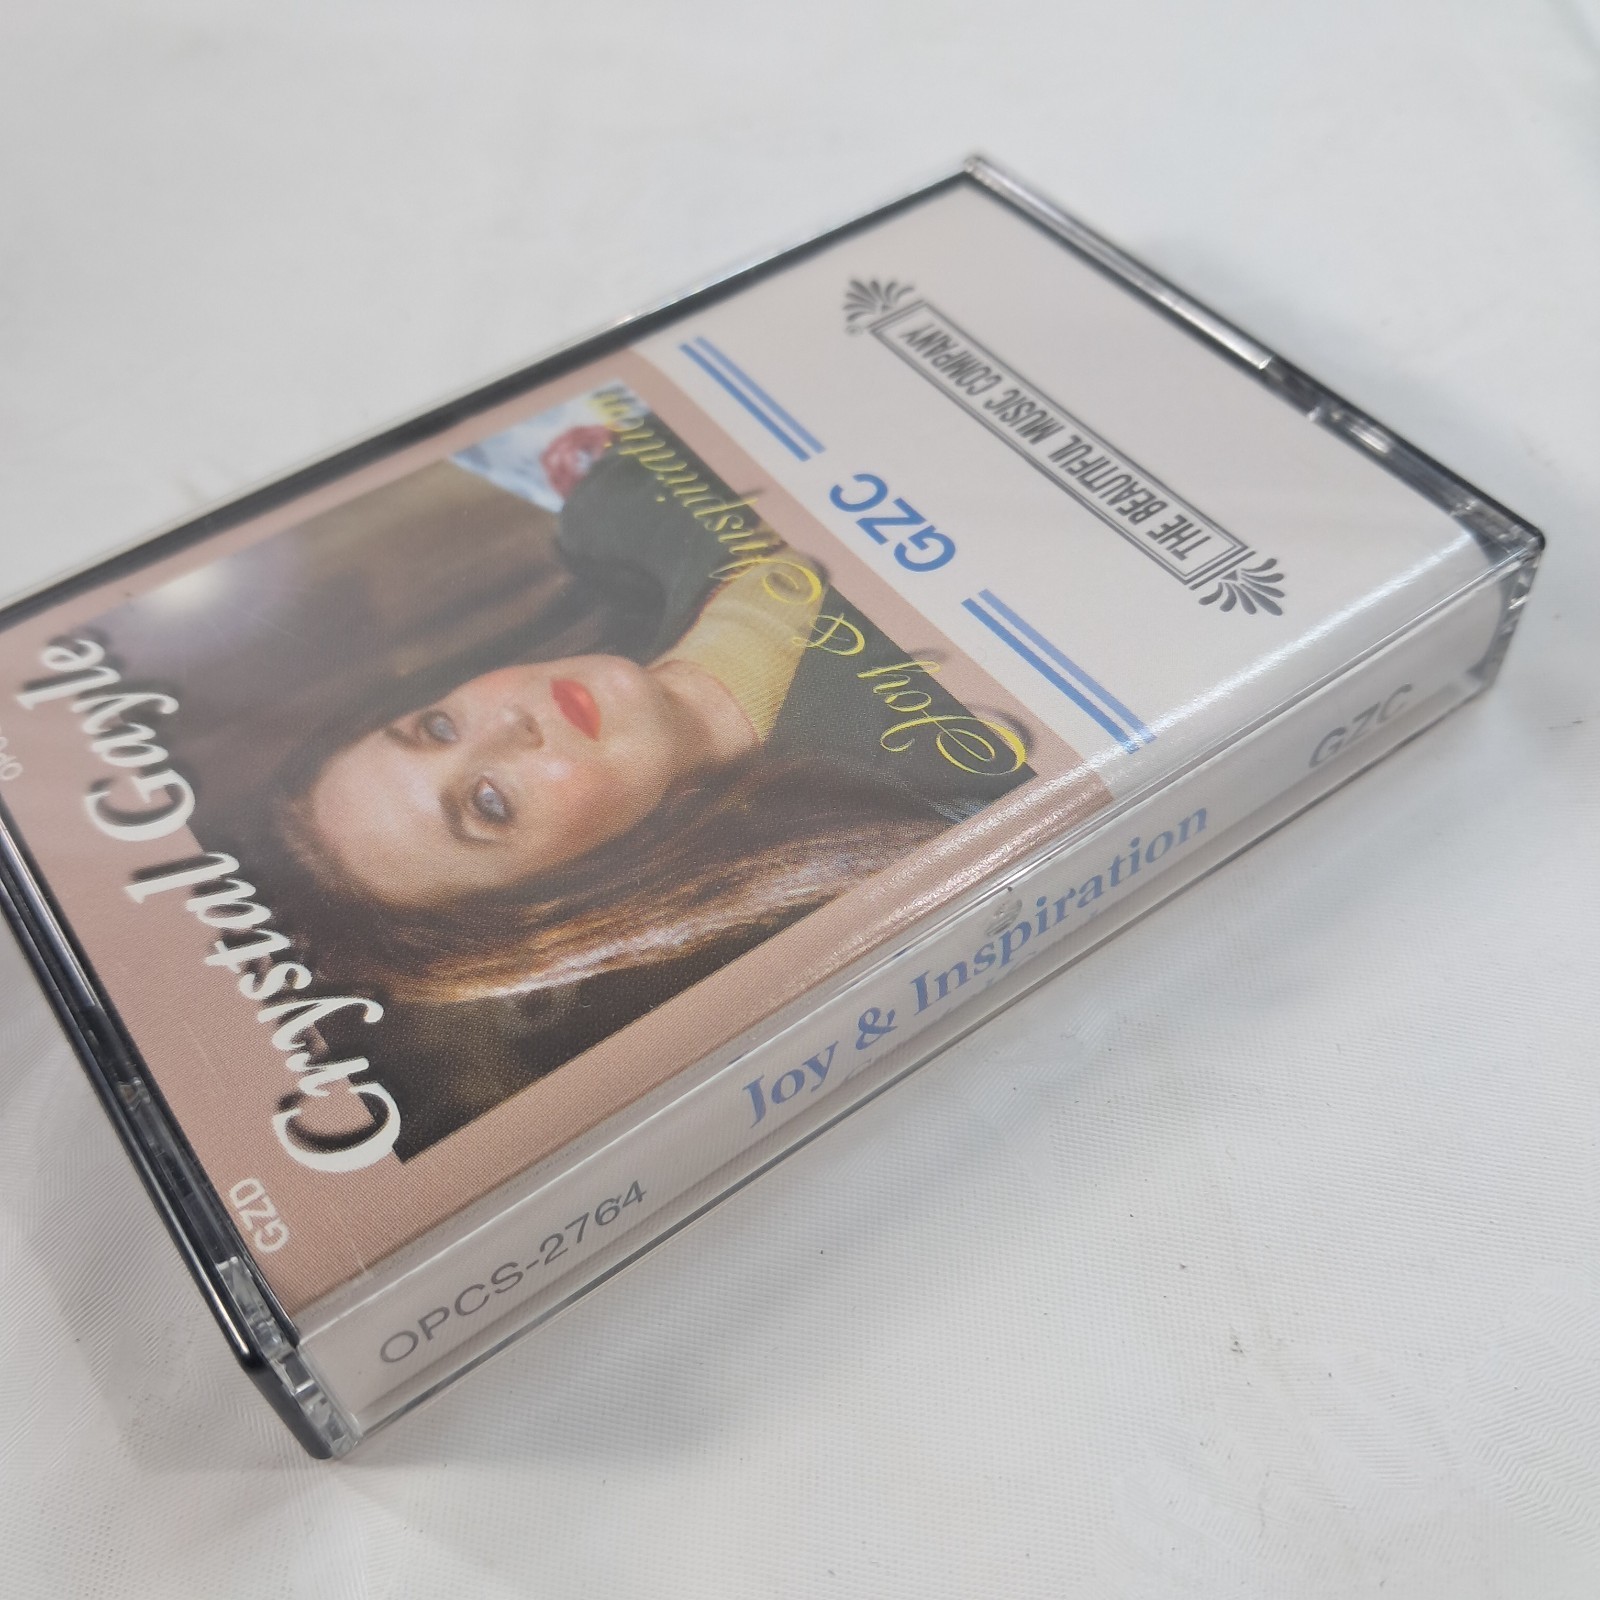 THE BEAUTIFUL MUSIC COMPANY
GZC
Joy & Inspiration
Crystal Gayle
GZD
OPCS-2764
Joy & Inspiration
GZC